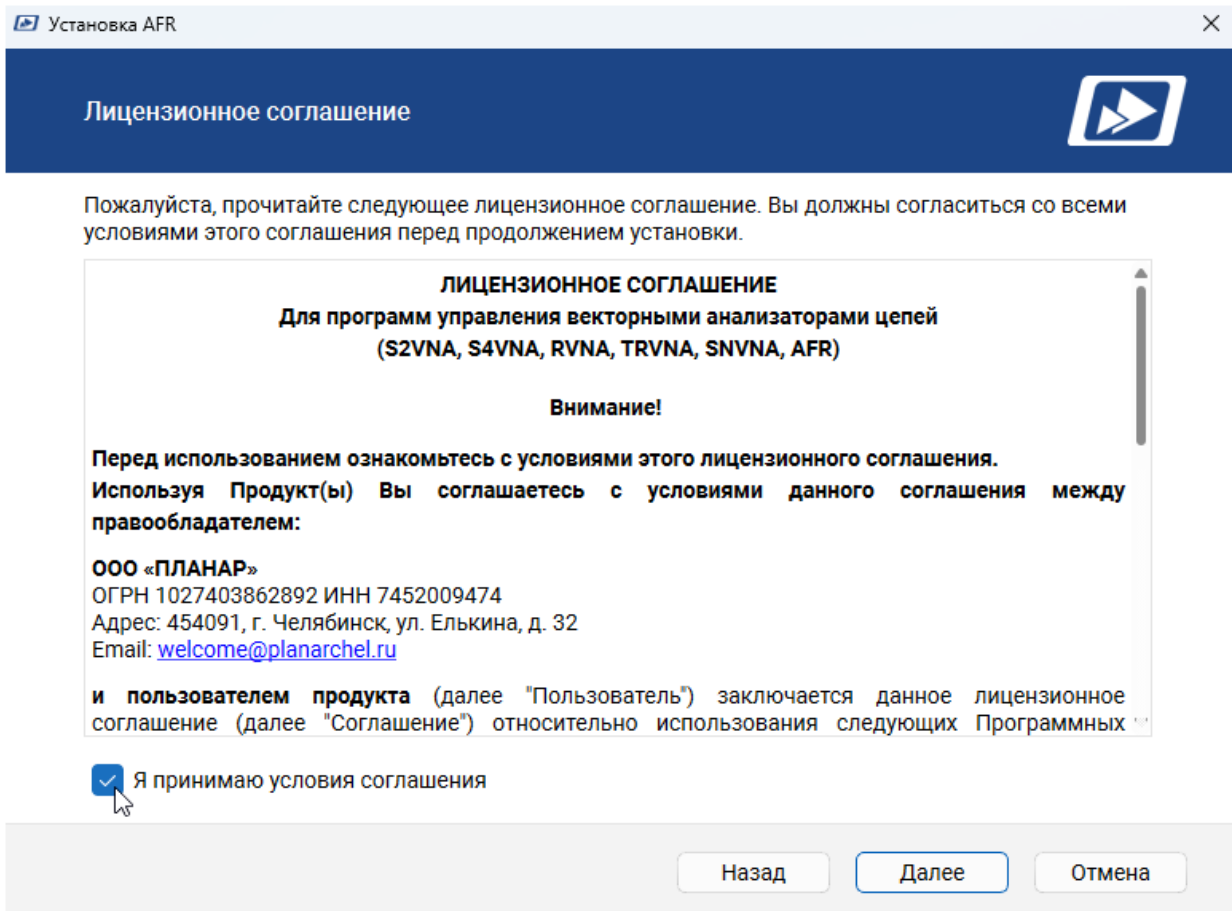 Установка AFR
Лицензионное соглашение
Пожалуйста, прочитайте следующее лицензионное соглашение. Вы должны согласиться со всеми
условиями этого соглашения перед продолжением установки.
ЛИЦЕНЗИОННОЕ СОГЛАШЕНИЕ
Для программ управления векторными анализаторами цепей
(S2VNA, S4VNA, RVNA, TRVNA, SNVNA, AFR)
Внимание!
Перед использованием ознакомьтесь с условиями этого лицензионного соглашения.
Используя Продукт(ы) Вы соглашаетесь с условиями данного соглашения между
правообладателем:
ООО «ПЛАНАР»
ОГРН 1027403862892 ИНН 7452009474
Адрес: 454091, г. Челябинск, ул. Елькина, д. 32
Email: welcome@planarchel.ru
и пользователем продукта (далее "Пользователь") заключается данное лицензионное
соглашение (далее "Соглашение") относительно использования следующих Программных
Я принимаю условия соглашения
Назад
Далее
Отмена